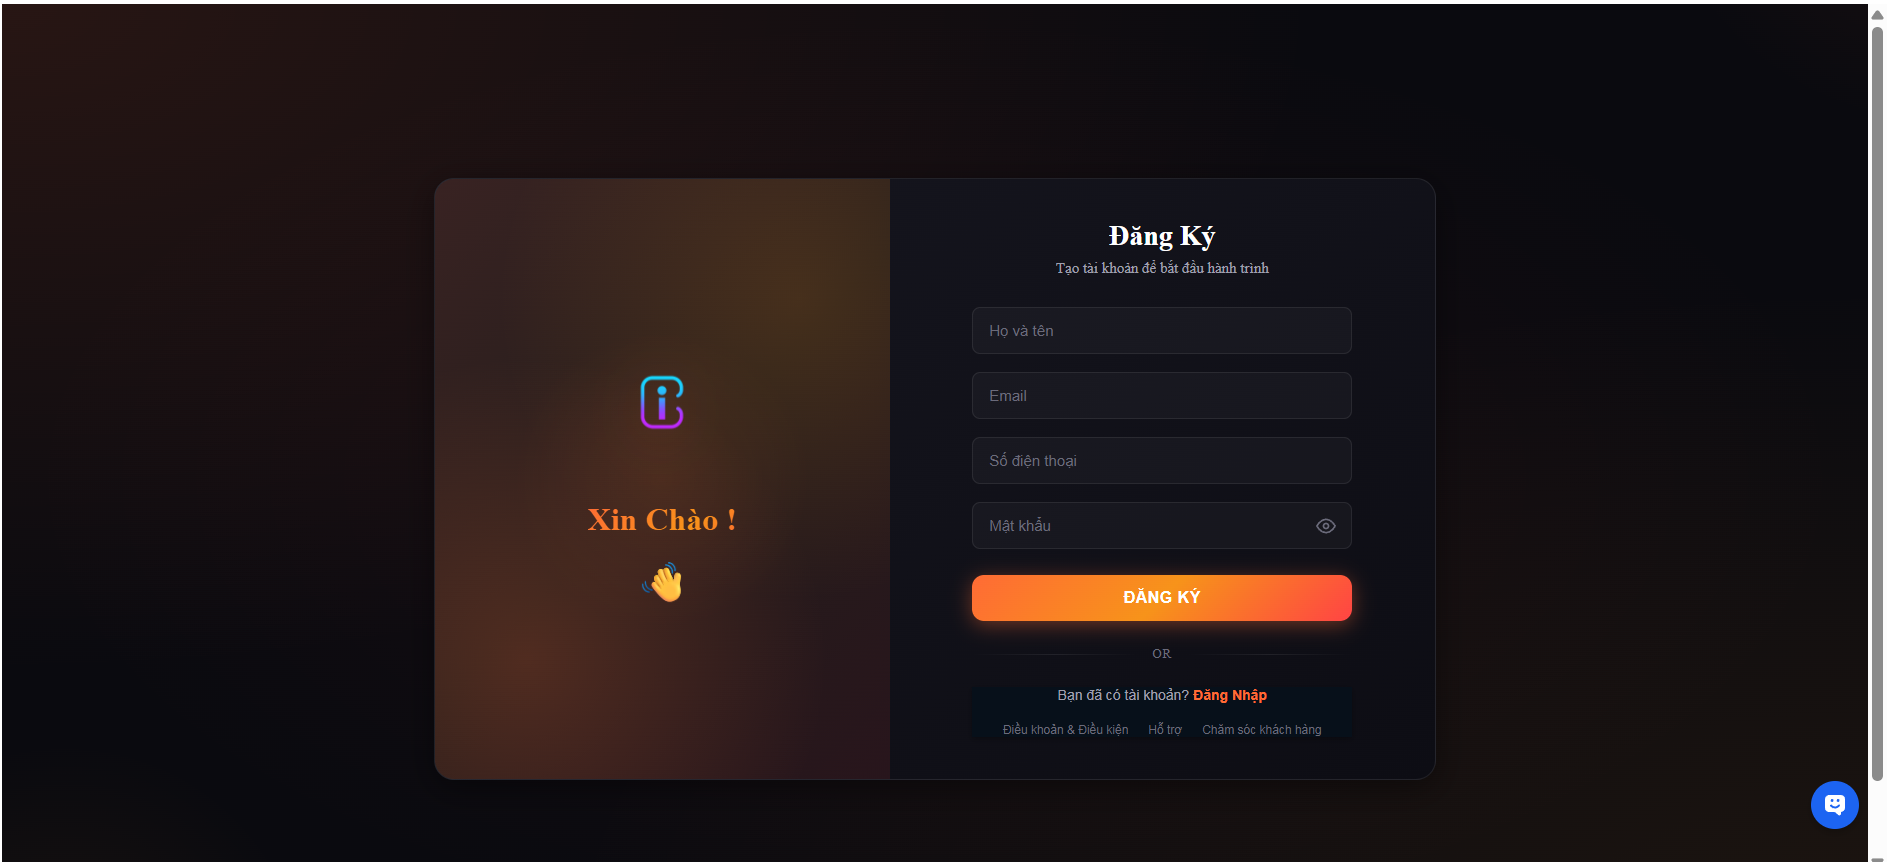 Đăng Ký
Tạo tài khoản để bắt đầu hành trình
Họ và tên
Email
Số điện thoại
Mật khẩu
ĐĂNG KÝ
OR
Bạn đã có tài khoản? Đăng Nhập
Điều khoản & Điều kiện Hỗ trợ Chăm sóc khách hàng
Xin Chào !